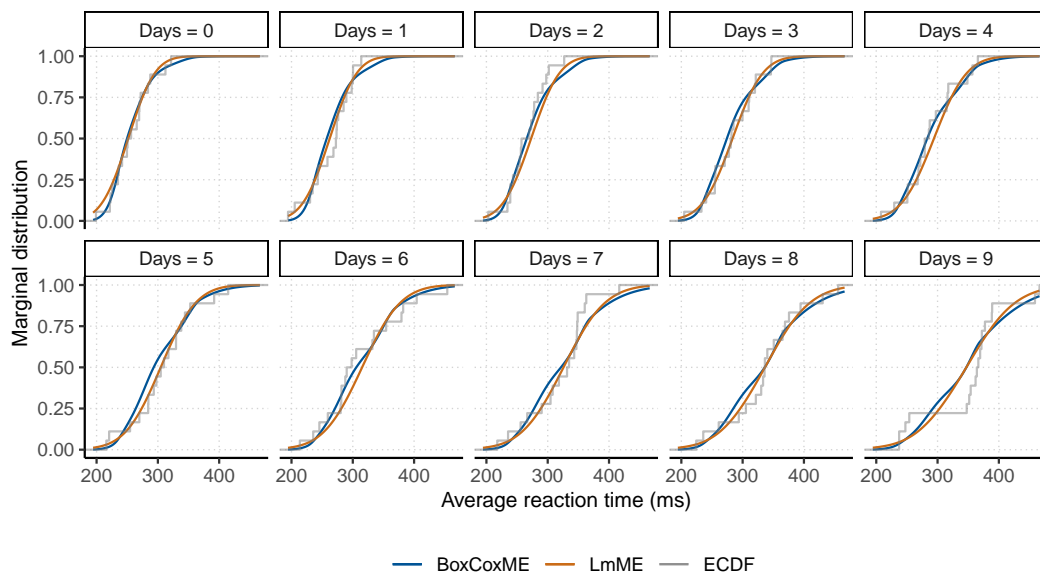 Days = 0
Days = 1
Days = 2
Days = 3
Days = 4
1.00
0.75
0.50
0.25
0.00
200 300 400
200 300 400
200 300 400
200 300 400
200 300 400
Days = 5
Days = 6
Days = 7
Days = 8
Days = 9
1.00
0.75
0.50
0.25
0.00
Marginal distribution
Average reaction time (ms)
BoxCoxME
LmME
ECDF